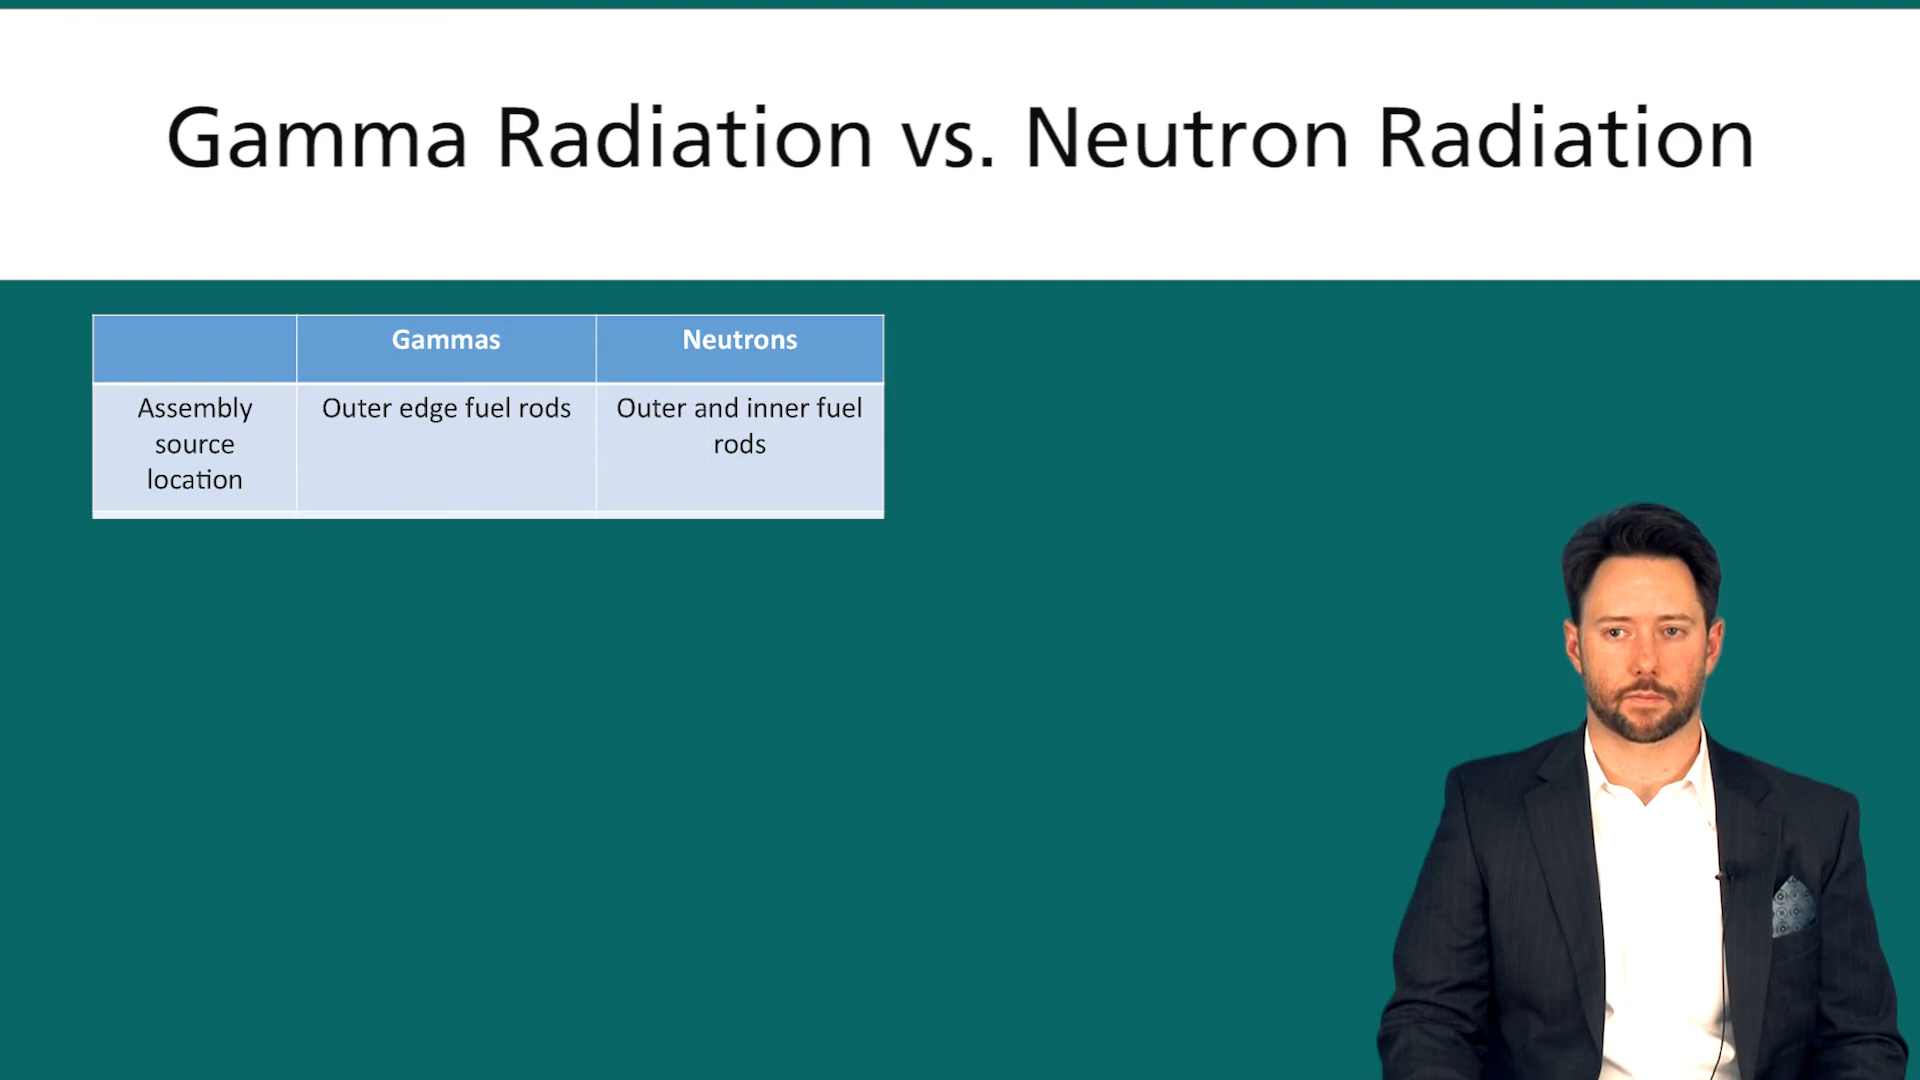 Gamma Radiation vs. Neutron Radiation
Gammas
Neutrons
Assembly
source
location
Outer edge fuel rods
Outer and inner fuel
rods